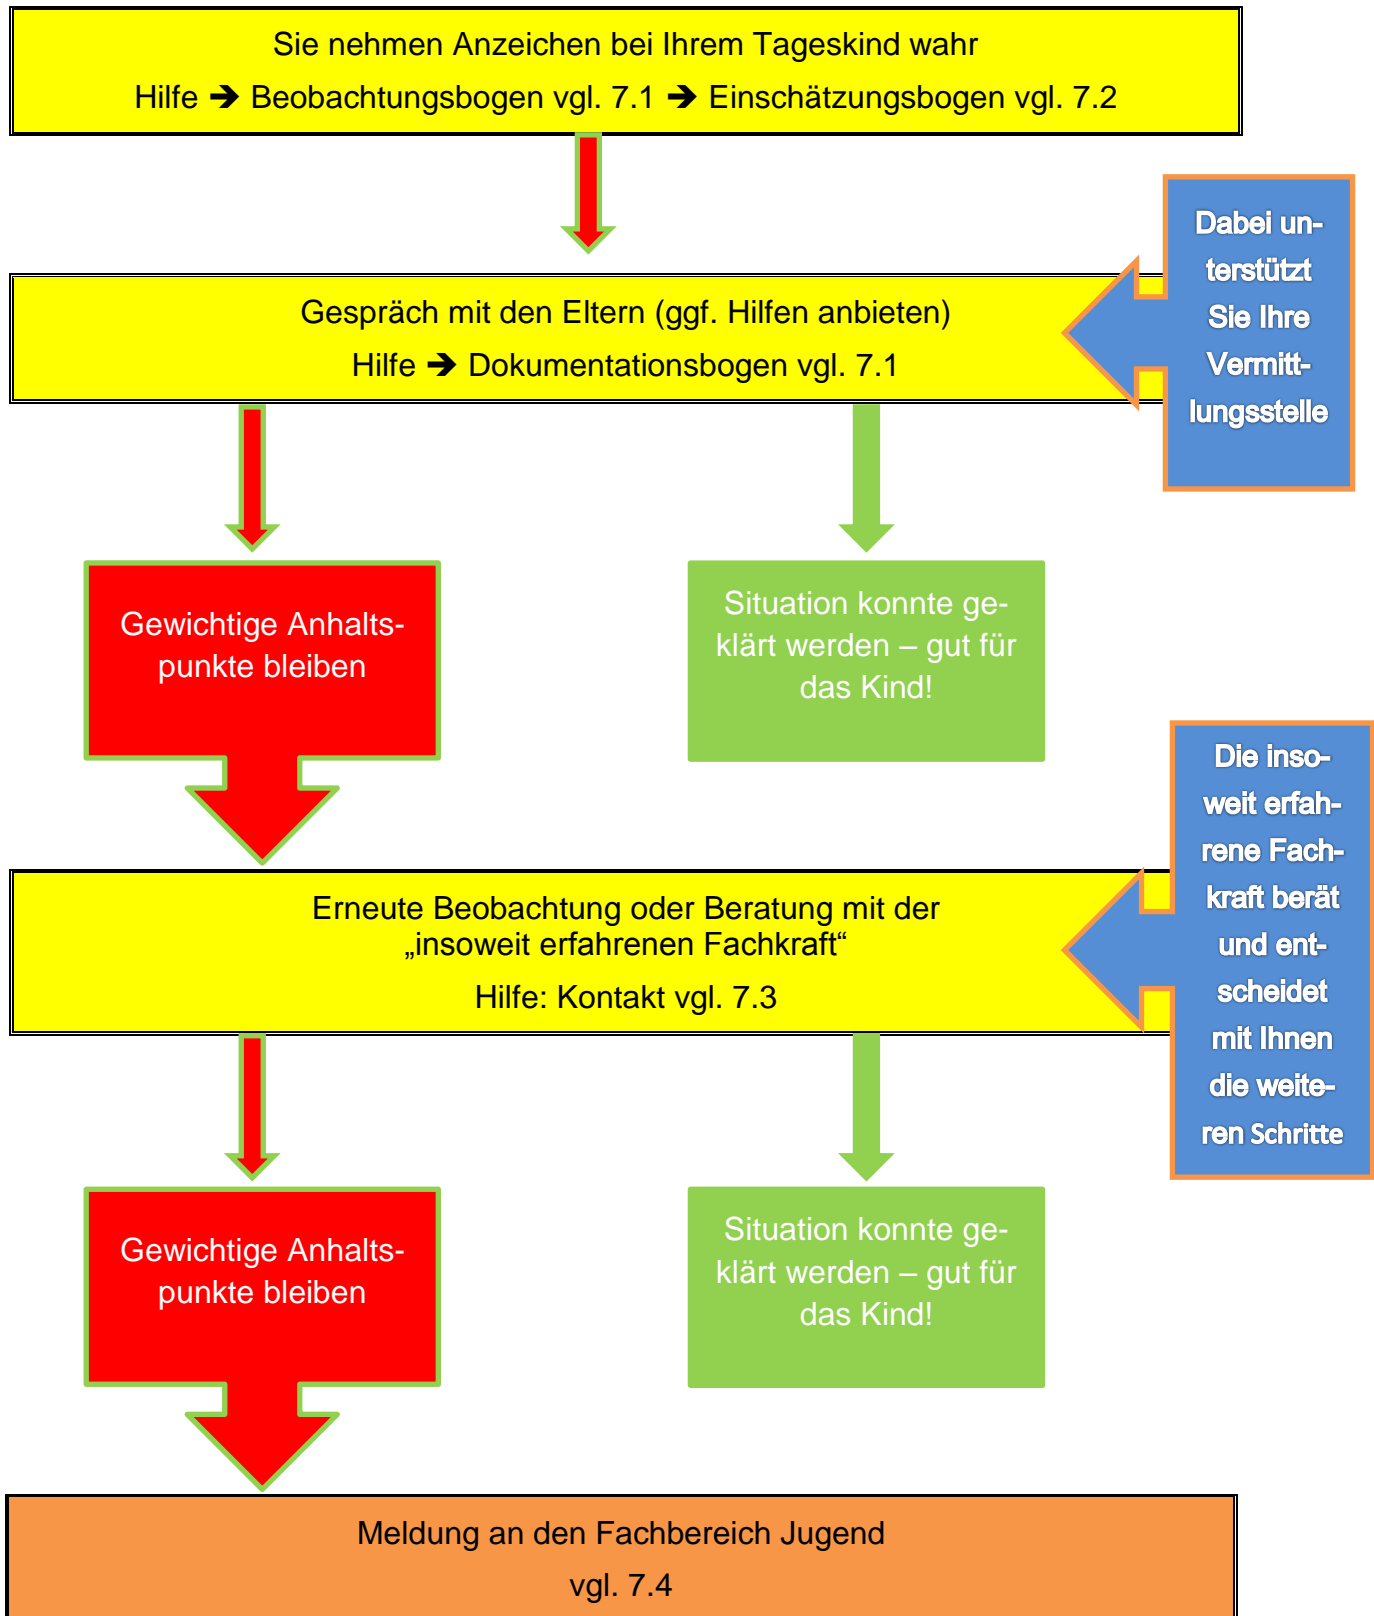 Sie nehmen Anzeichen bei Ihrem Tageskind wahr
Hilfe ➔ Beobachtungsbogen vgl. 7.1 ➔ Einschätzungsbogen vgl. 7.2
Dabei un-
terstützt
Sie Ihre
Vermitt-
lungsstelle
Gespräch mit den Eltern (ggf. Hilfen anbieten)
Hilfe ➔ Dokumentationsbogen vgl. 7.1
Gewichtige Anhalts-
punkte bleiben
Situation konnte ge-
klärt werden – gut für
das Kind!
Die inso-
weit erfah-
rene Fach-
kraft berät
und ent-
scheidet
mit Ihnen
die weite-
ren Schritte
Erneute Beobachtung oder Beratung mit der
„insoweit erfahrenen Fachkraft“
Hilfe: Kontakt vgl. 7.3
Gewichtige Anhalts-
punkte bleiben
Situation konnte ge-
klärt werden – gut für
das Kind!
Meldung an den Fachbereich Jugend
vgl. 7.4